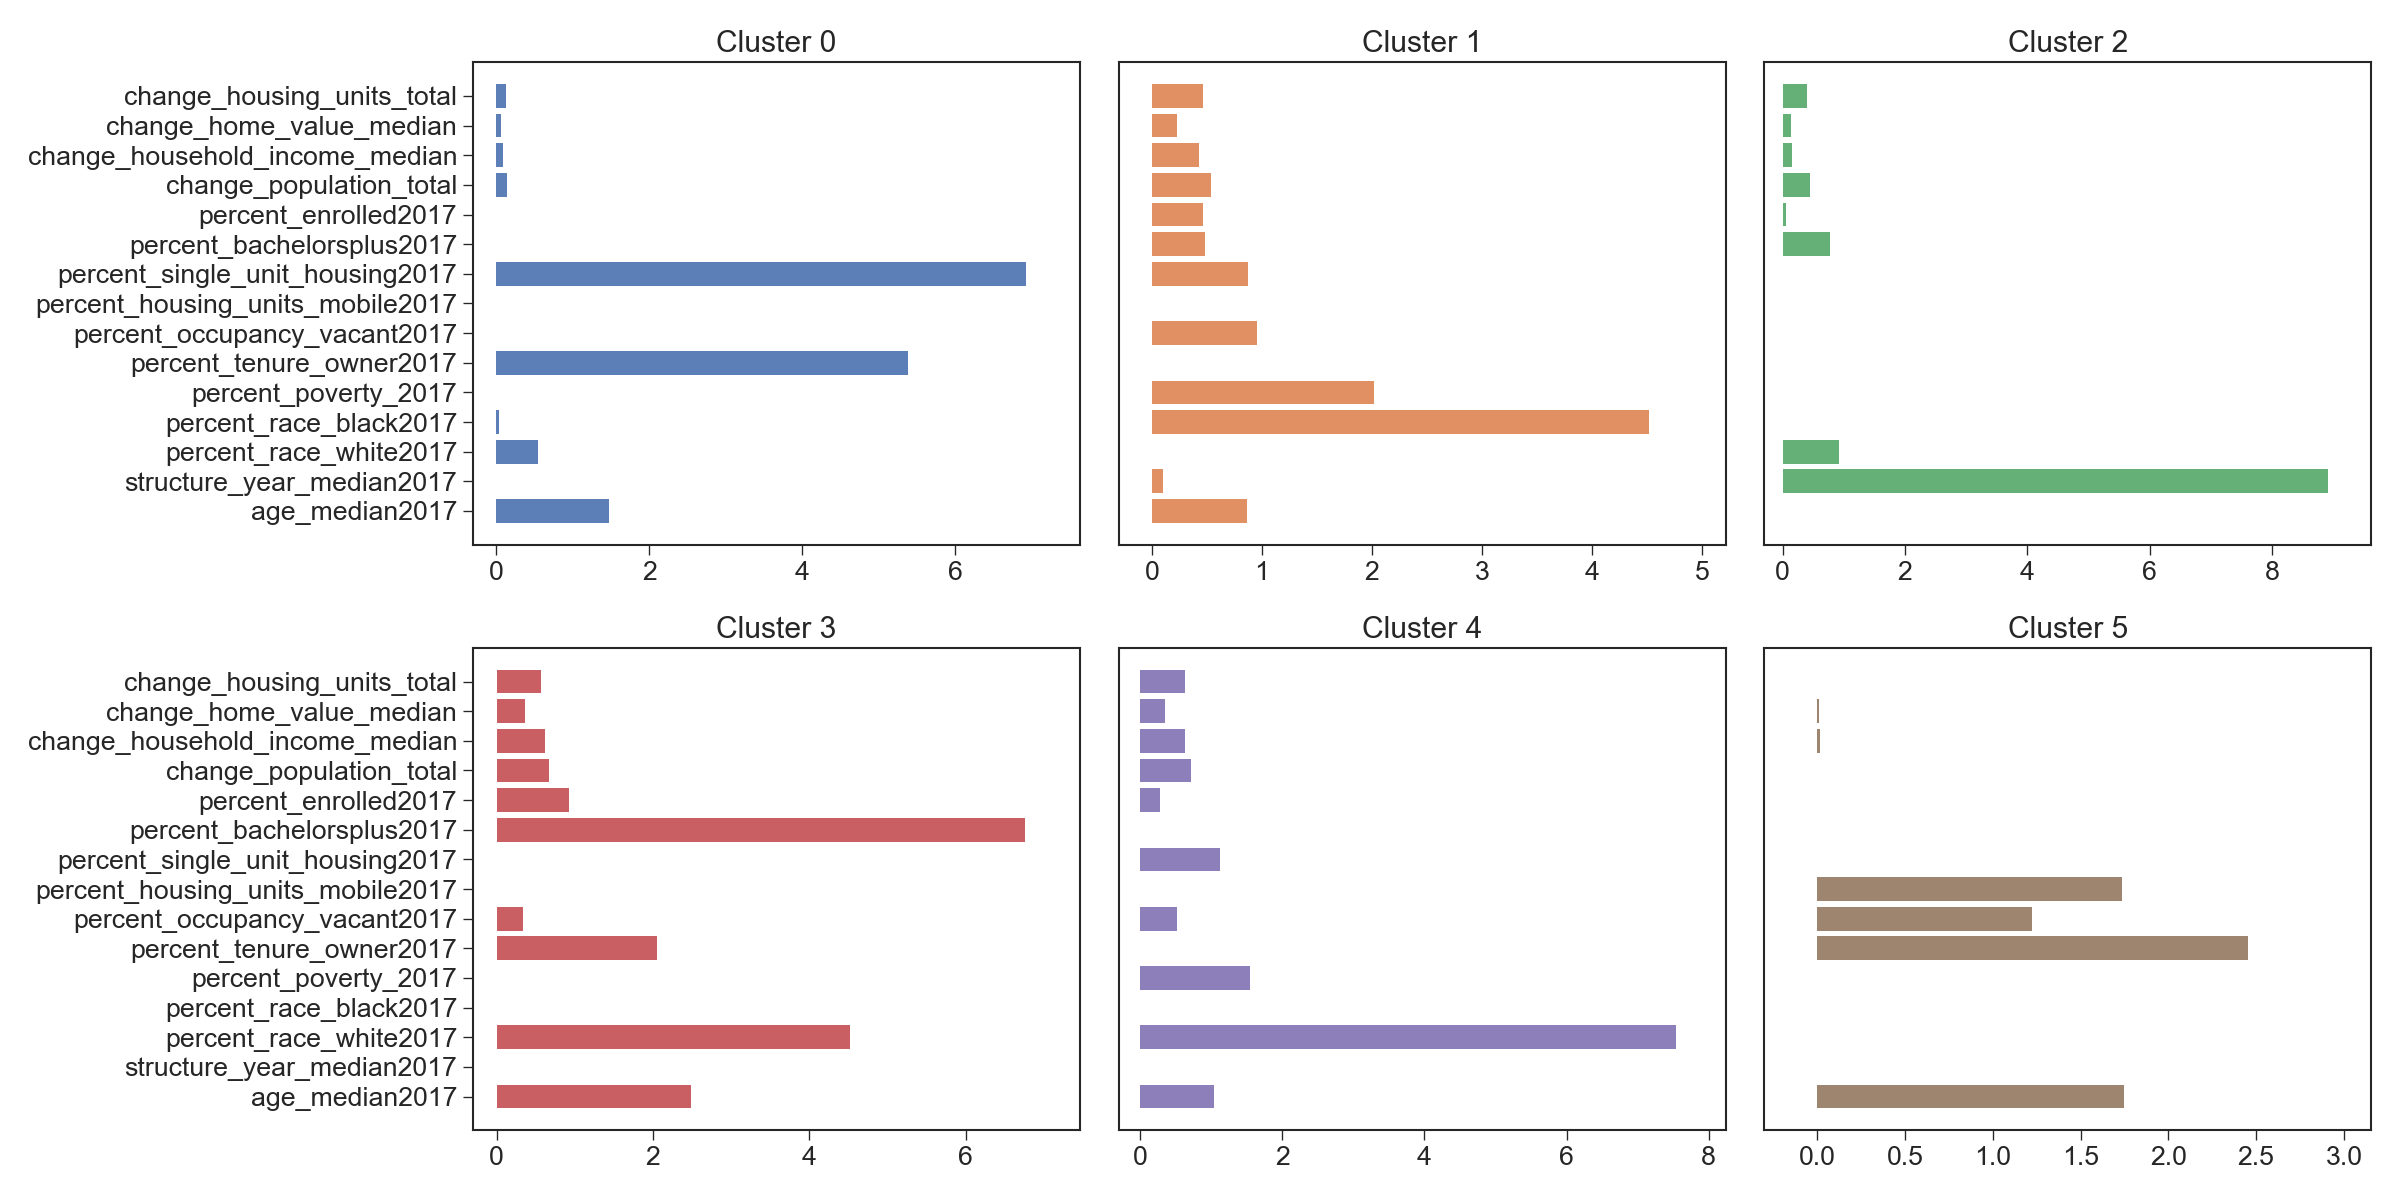 Cluster 0
Cluster 1
Cluster 2
change_housing_units_total
change_home_value_median
change_household_income_median
change_population_total
percent_enrolled2017
percent_bachelorsplus2017
percent_single_unit_housing2017
percent_housing_units_mobile2017
percent_occupancy_vacant2017
percent_tenure_owner2017
percent_poverty_2017
percent_race_black2017
percent_race_white2017
structure_year_median2017
age_median2017
0 2 4 6
0 1 2 3 4 5
0 2 4 6 8
Cluster 3
Cluster 4
Cluster 5
change_housing_units_total
change_home_value_median
change_household_income_median
change_population_total
percent_enrolled2017
percent_bachelorsplus2017
percent_single_unit_housing2017
percent_housing_units_mobile2017
percent_occupancy_vacant2017
percent_tenure_owner2017
percent_poverty_2017
percent_race_black2017
percent_race_white2017
structure_year_median2017
age_median2017
0 2 4 6
0 2 4 6 8
0.0 0.5 1.0 1.5 2.0 2.5 3.0